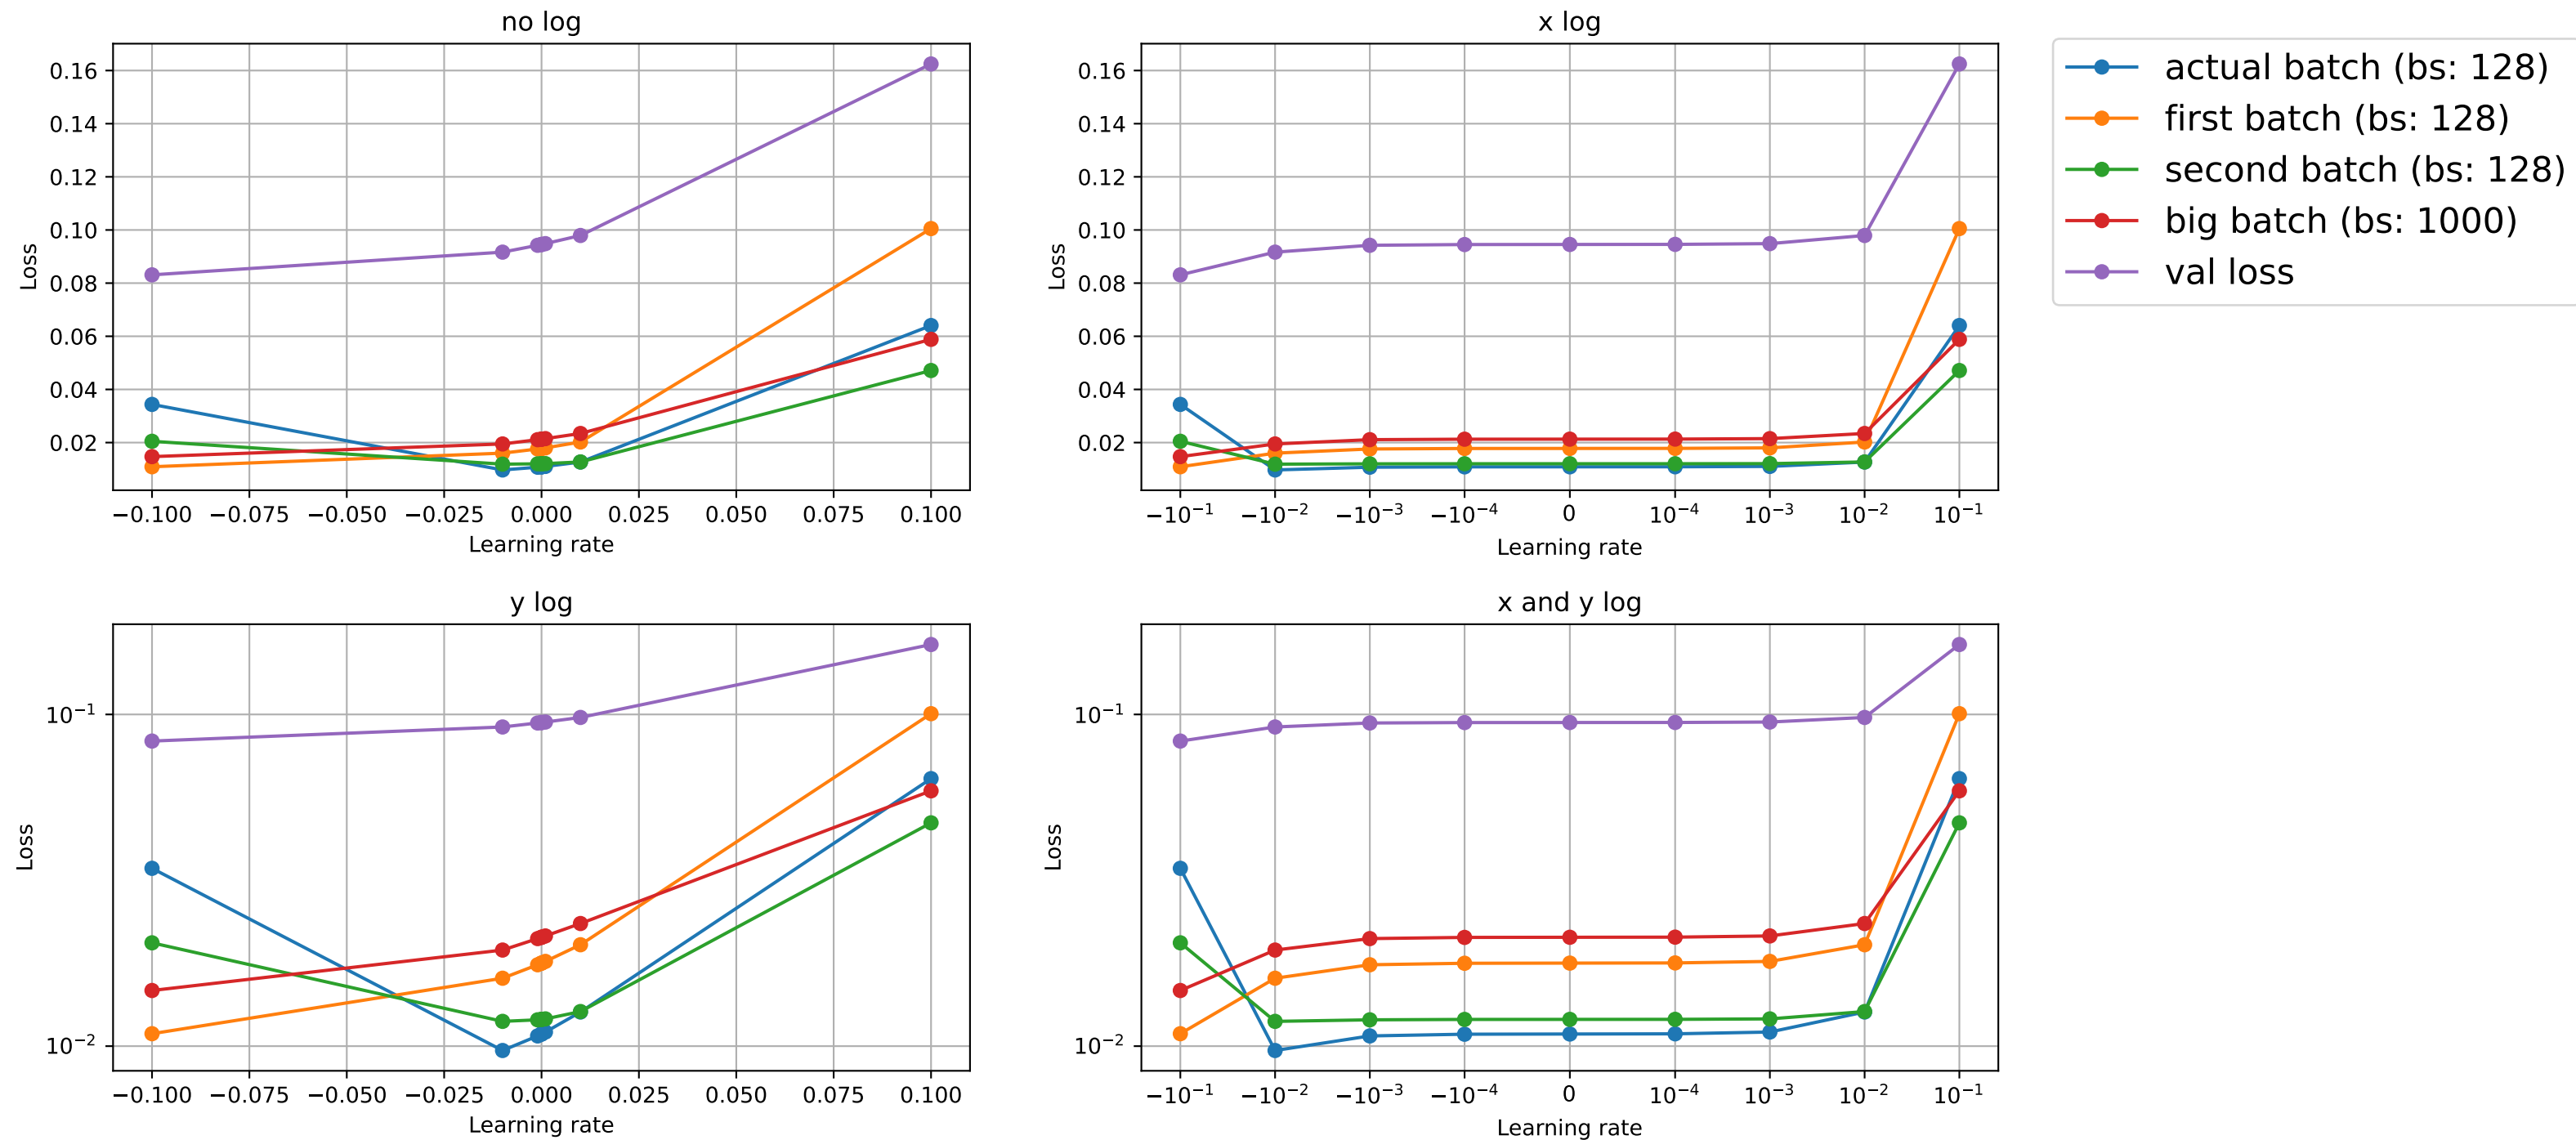 no log
0.16
0.14
0.12
0.10
0.08
0.06
0.04
0.02
Loss
−0.100 −0.075 −0.050 −0.025 0.000 0.025 0.050 0.075 0.100
Learning rate
x log
0.16
0.14
0.12
0.10
0.08
0.06
0.04
0.02
Loss
−10⁻¹ −10⁻² −10⁻³ −10⁻⁴ 0 10⁻⁴ 10⁻³ 10⁻² 10⁻¹
Learning rate
actual batch (bs: 128)
first batch (bs: 128)
second batch (bs: 128)
big batch (bs: 1000)
val loss
y log
10⁻¹
10⁻²
Loss
−0.100 −0.075 −0.050 −0.025 0.000 0.025 0.050 0.075 0.100
Learning rate
x and y log
10⁻¹
10⁻²
Loss
−10⁻¹ −10⁻² −10⁻³ −10⁻⁴ 0 10⁻⁴ 10⁻³ 10⁻² 10⁻¹
Learning rate